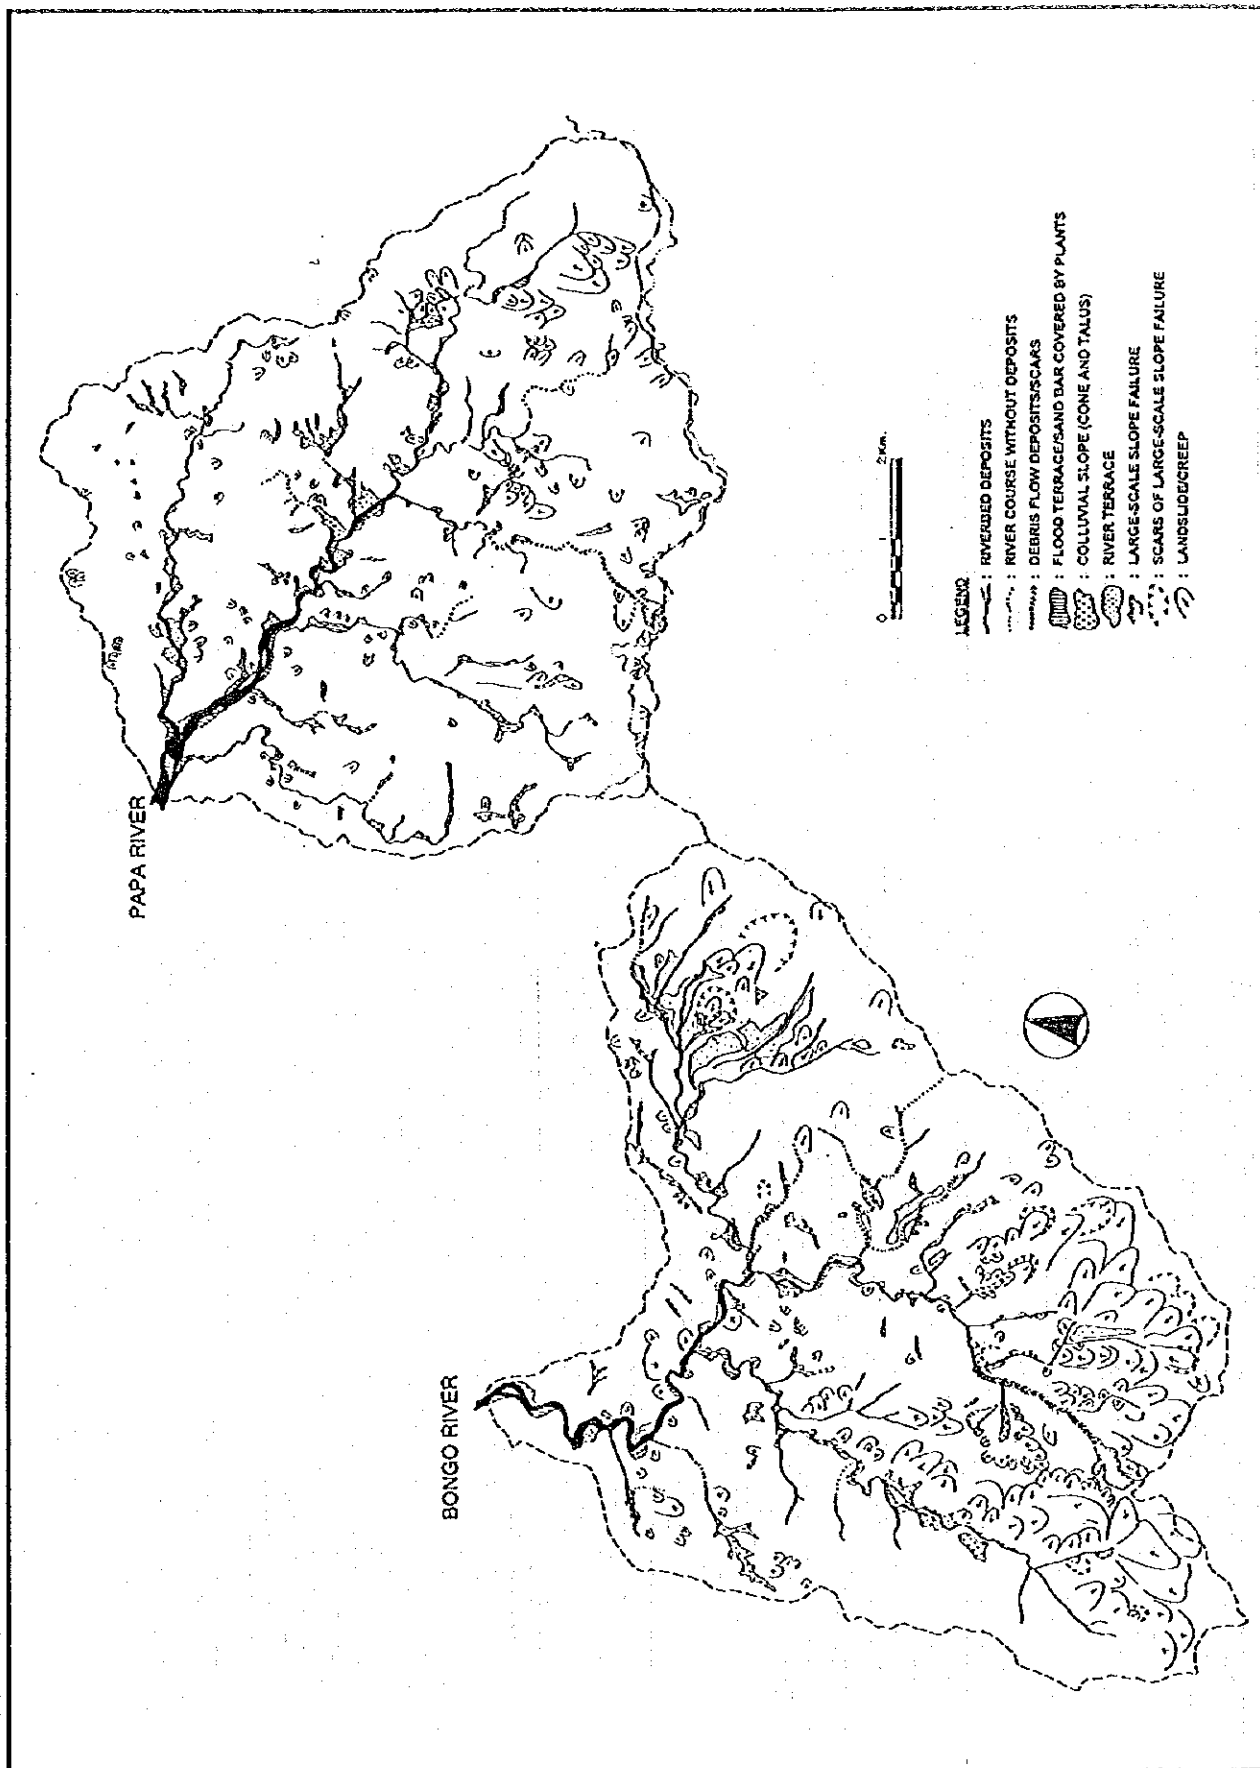 PAPA RIVER
BONGO RIVER
0 1 2Km.
LEGEND
: RIVERBED DEPOSITS
: RIVER COURSE WITHOUT DEPOSITS
: DEBRIS FLOW DEPOSITS/SCARS
: FLOOD TERRACE/SAND BAR COVERED BY PLANTS
: COLLUVIAL SLOPE (CONE AND TALUS)
: RIVER TERRACE
: LARGE-SCALE SLOPE FAILURE
: SCARS OF LARGE-SCALE SLOPE FAILURE
: LANDSLIDE/CREEP